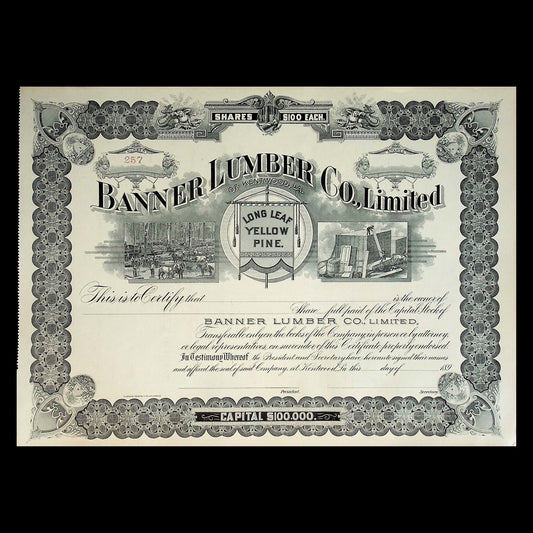 SHARES $100 EACH.
257
BANNER LUMBER CO., Limited
OF KENTWOOD, LA.
LONG LEAF
YELLOW
PINE.
This is to Certify that is the owner of
Share full paid of the Capital Stock of
BANNER LUMBER CO., LIMITED,
Transferable only on the books of the Company in person or by attorney,
or legal representatives, on surrender of this Certificate properly endorsed.
In Testimony Whereof the President and Secretary have hereunto signed their names
and affixed the seal of said Company, at Kentwood, La. this day of 189
President Secretary
CAPITAL $100.000.